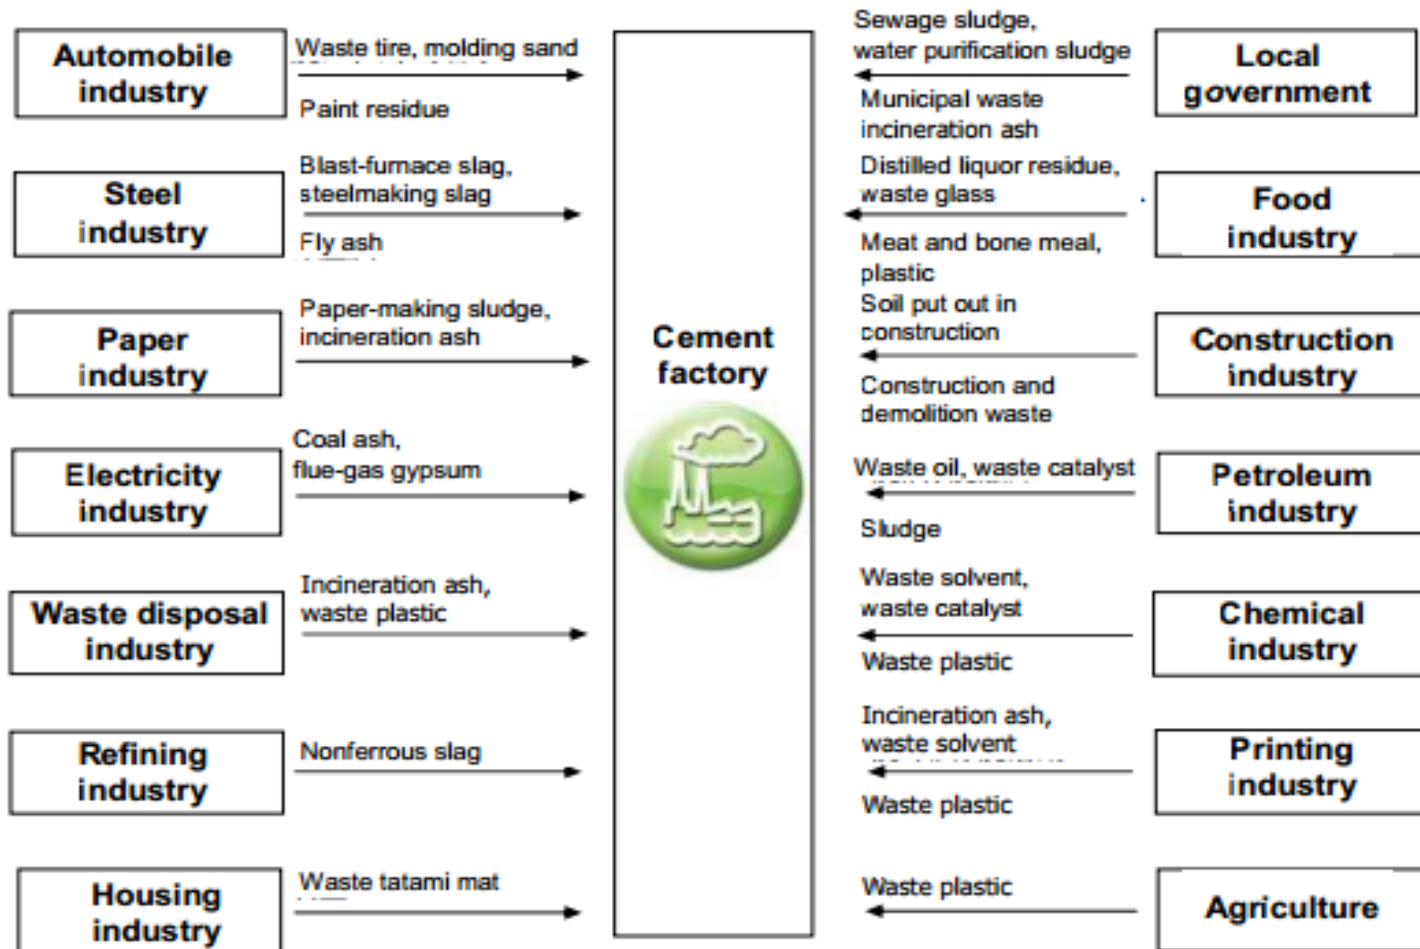 Automobile
industry
Waste tire, molding sand
Paint residue
Steel
industry
Blast-furnace slag,
steelmaking slag
Fly ash
Paper
industry
Paper-making sludge,
incineration ash
Electricity
industry
Coal ash,
flue-gas gypsum
Waste disposal
industry
Incineration ash,
waste plastic
Refining
industry
Nonferrous slag
Housing
industry
Waste tatami mat
Cement
factory
Sewage sludge,
water purification sludge
Municipal waste
incineration ash
Local
government
Distilled liquor residue,
waste glass
Meat and bone meal,
plastic
Food
industry
Soil put out in
construction
Construction and
demolition waste
Construction
industry
Waste oil, waste catalyst
Sludge
Petroleum
industry
Waste solvent,
waste catalyst
Waste plastic
Chemical
industry
Incineration ash,
waste solvent
Waste plastic
Printing
industry
Waste plastic
Agriculture